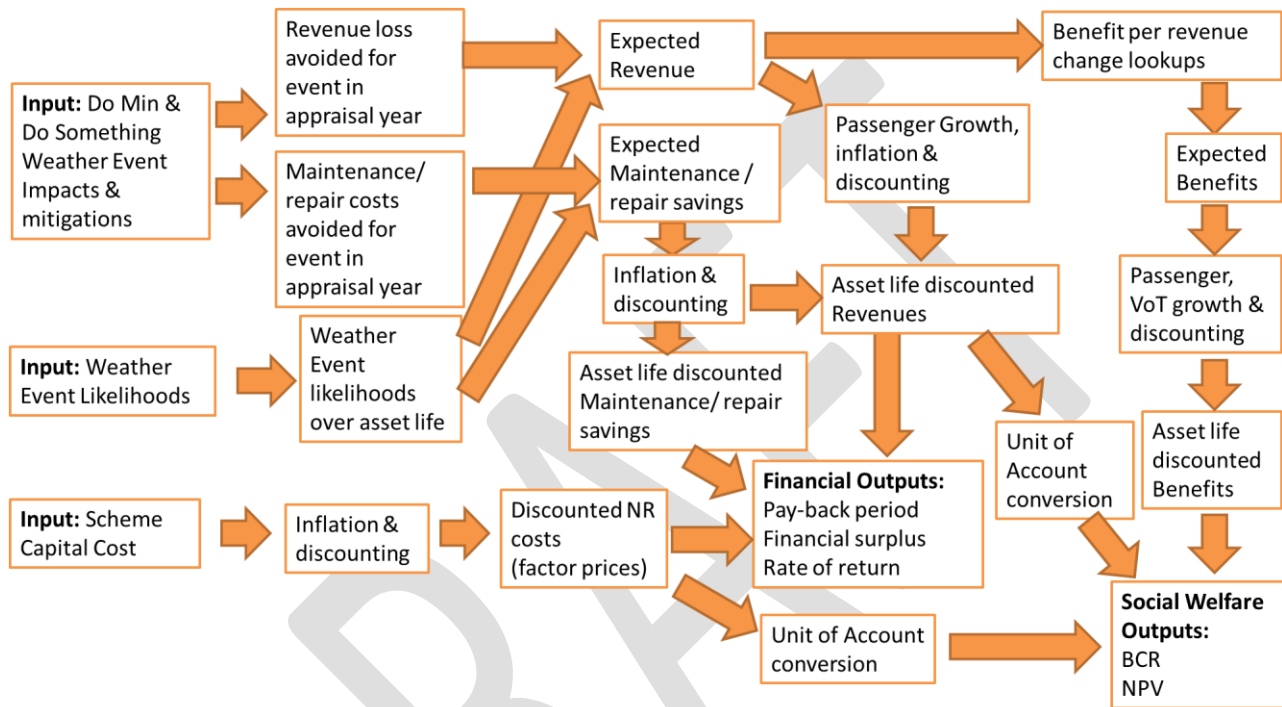 Revenue loss
avoided for
event in
appraisal year
Expected
Revenue
Benefit per revenue
change lookups
Input: Do Min &
Do Something
Weather Event
Impacts &
mitigations
Maintenance/
repair costs
avoided for
event in
appraisal year
Expected
Maintenance /
repair savings
Passenger Growth,
inflation &
discounting
Expected
Benefits
Inflation &
discounting
Asset life discounted
Revenues
Passenger,
VoT growth &
discounting
Input: Weather
Event Likelihoods
Weather
Event
likelihoods
over asset life
Asset life discounted
Maintenance/ repair
savings
Unit of
Account
conversion
Asset life
discounted
Benefits
Input: Scheme
Capital Cost
Inflation &
discounting
Discounted NR
costs
(factor prices)
Financial Outputs:
Pay-back period
Financial surplus
Rate of return
Unit of Account
conversion
Social Welfare
Outputs:
BCR
NPV
DRAFT